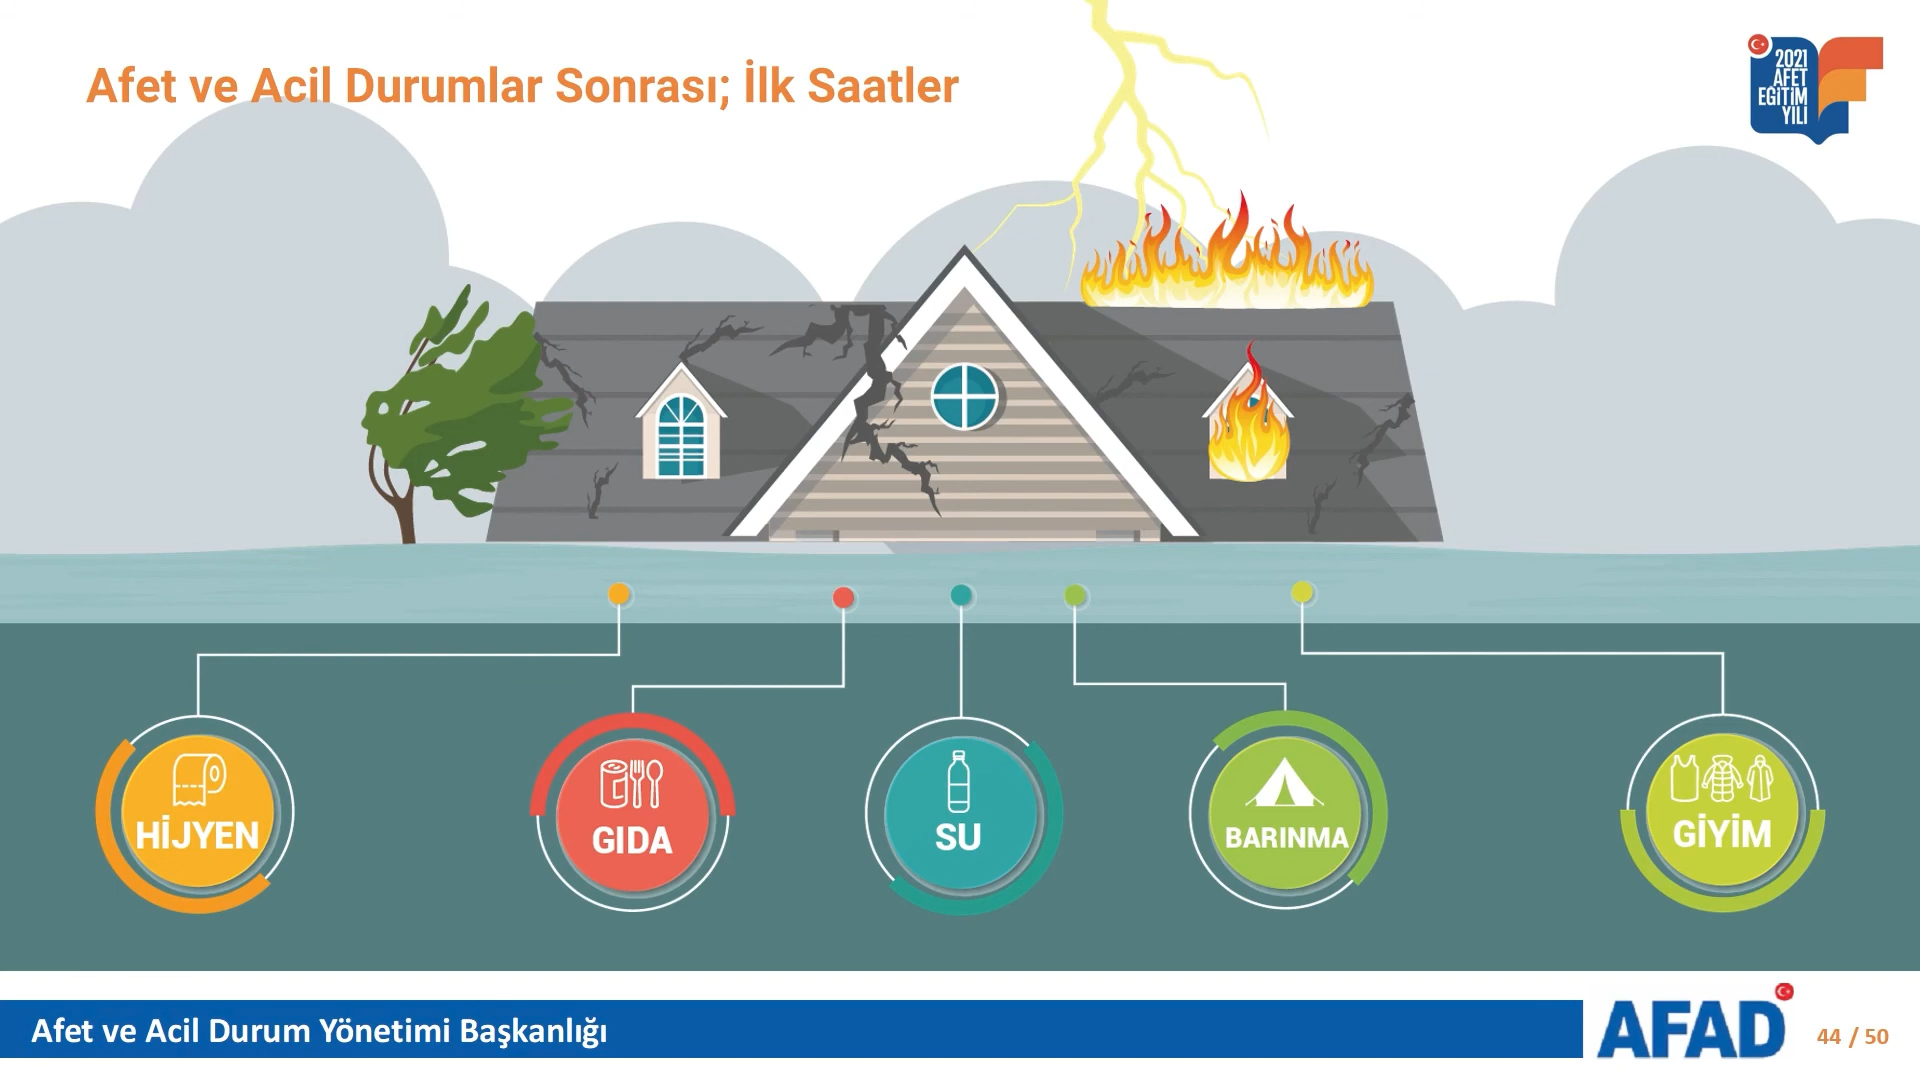 Afet ve Acil Durumlar Sonrası; İlk Saatler
2021
AFET
EĞİTİM
YILI
HİJYEN
GIDA
SU
BARINMA
GİYİM
Afet ve Acil Durum Yönetimi Başkanlığı
AFAD
44 / 50